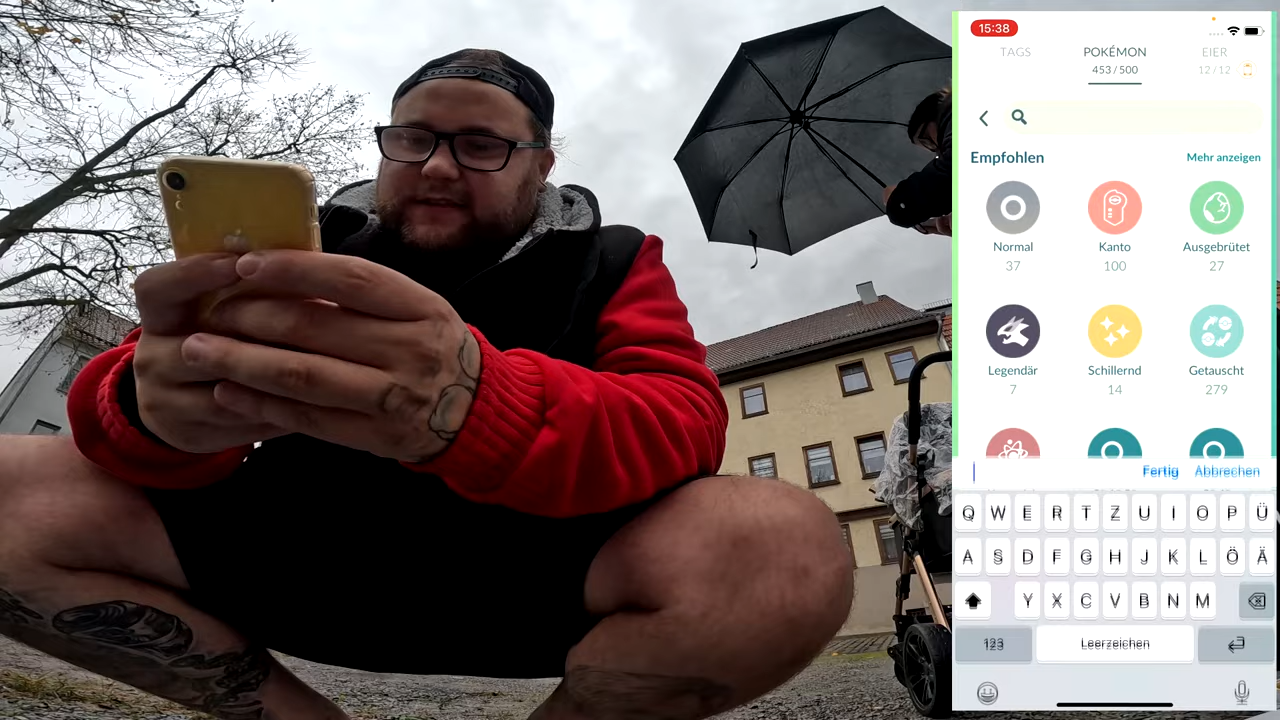 15:38
TAGS POKÉMON EIER
453 / 500 12 / 12
Empfohlen Mehr anzeigen
Normal Kanto Ausgebrütet
37 100 27
Legendär Schillernd Getauscht
7 14 279
Fertig Abbrechen
Q W E R T Z U I O P Ü
A S D F G H J K L Ö Ä
Y X C V B N M
123 Leerzeichen